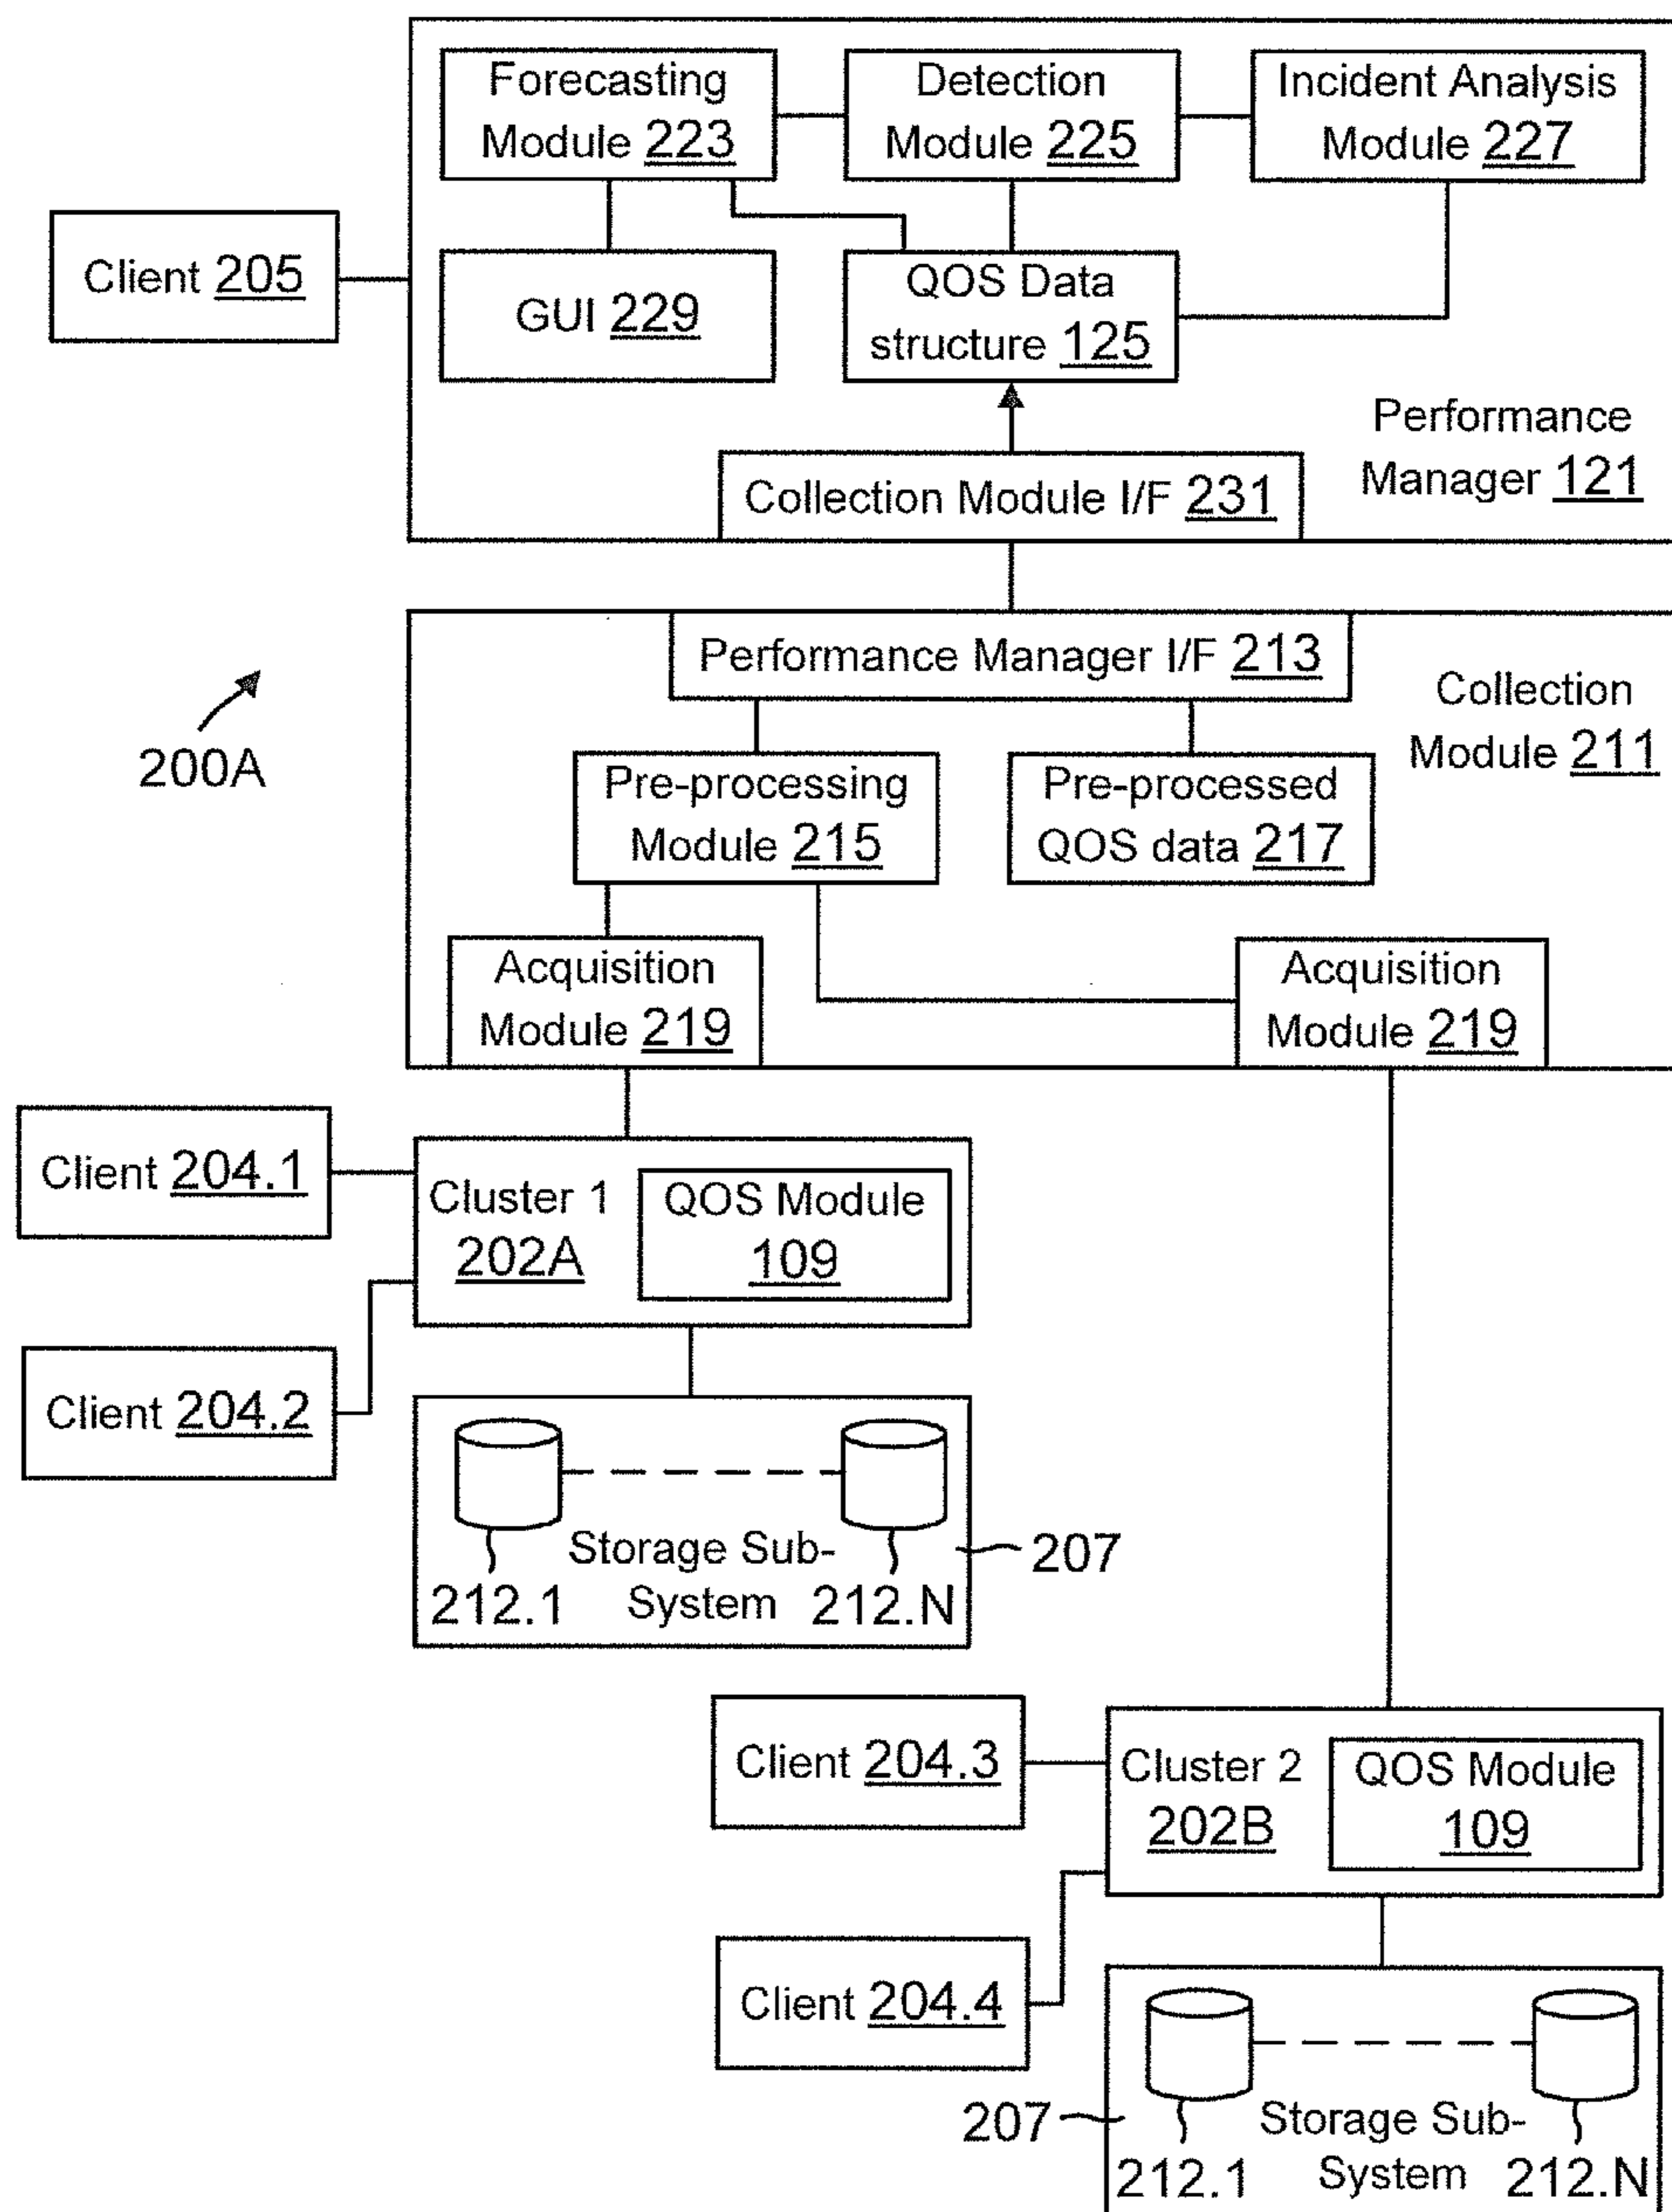 Forecasting
Module 223
Detection
Module 225
Incident Analysis
Module 227
Client 205
GUI 229
QOS Data
structure 125
Performance
Manager 121
Collection Module I/F 231
Performance Manager I/F 213
Collection
Module 211
200A
Pre-processing
Module 215
Pre-processed
QOS data 217
Acquisition
Module 219
Acquisition
Module 219
Client 204.1
Cluster 1
202A
QOS Module
109
Client 204.2
Storage Sub-
System
212.1
212.N
207
Client 204.3
Cluster 2
202B
QOS Module
109
Client 204.4
207
Storage Sub-
System
212.1
212.N